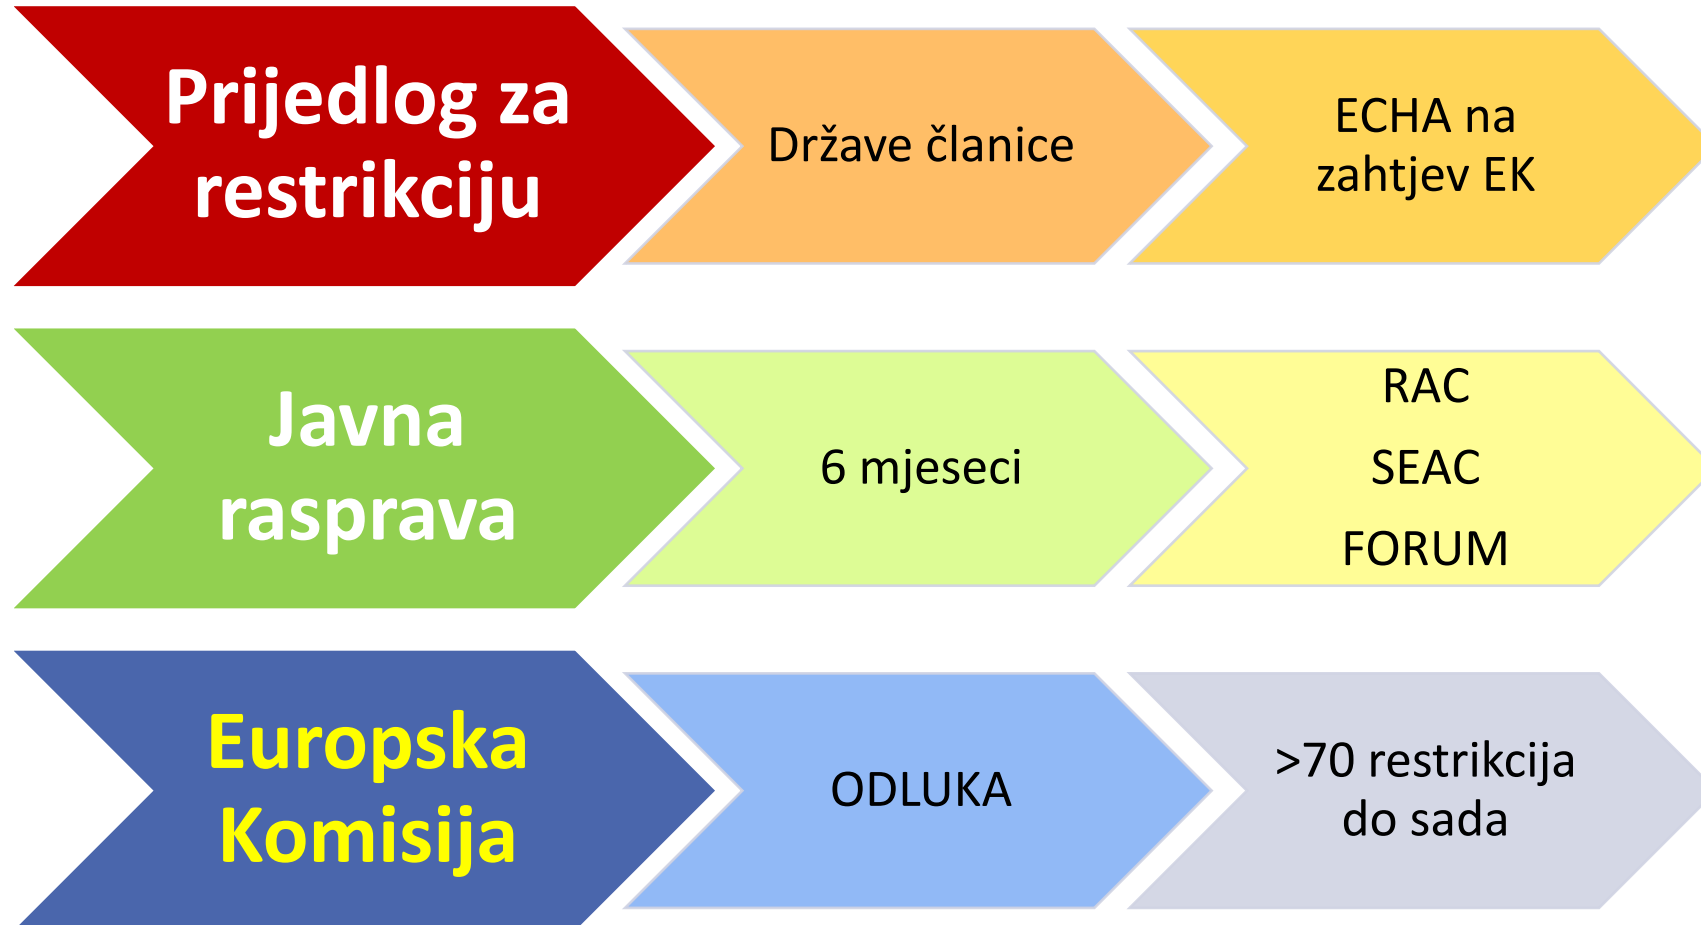 Prijedlog za
restrikciju
Države članice
ECHA na
zahtjev EK
Javna
rasprava
6 mjeseci
RAC
SEAC
FORUM
Europska
Komisija
ODLUKA
>70 restrikcija
do sada